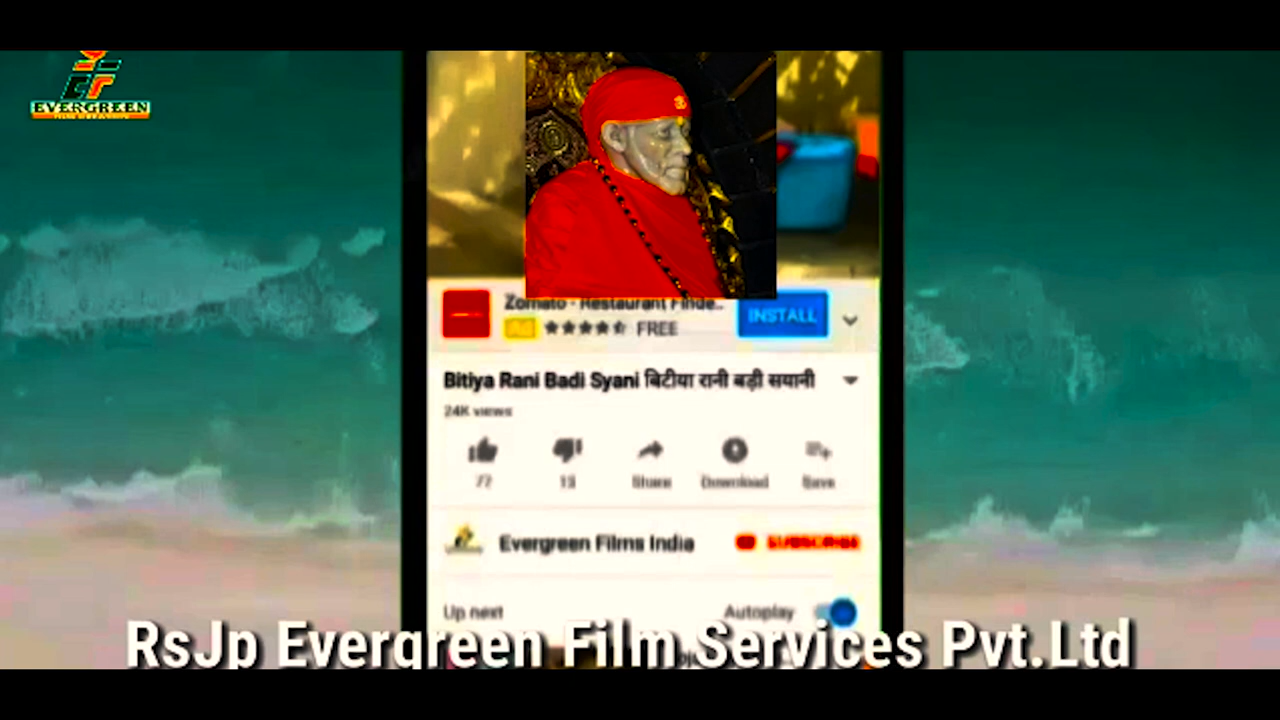 EVERGREEN
Zomato - Restaurant Finde..
FREE
INSTALL
Bitiya Rani Badi Syani बिटीया रानी बड़ी सयानी
24K views
77
13
Share
Download
Save
Evergreen Films India
SUBSCRIBE
Up next
Autoplay
RsJp Evergreen Film Services Pvt.Ltd